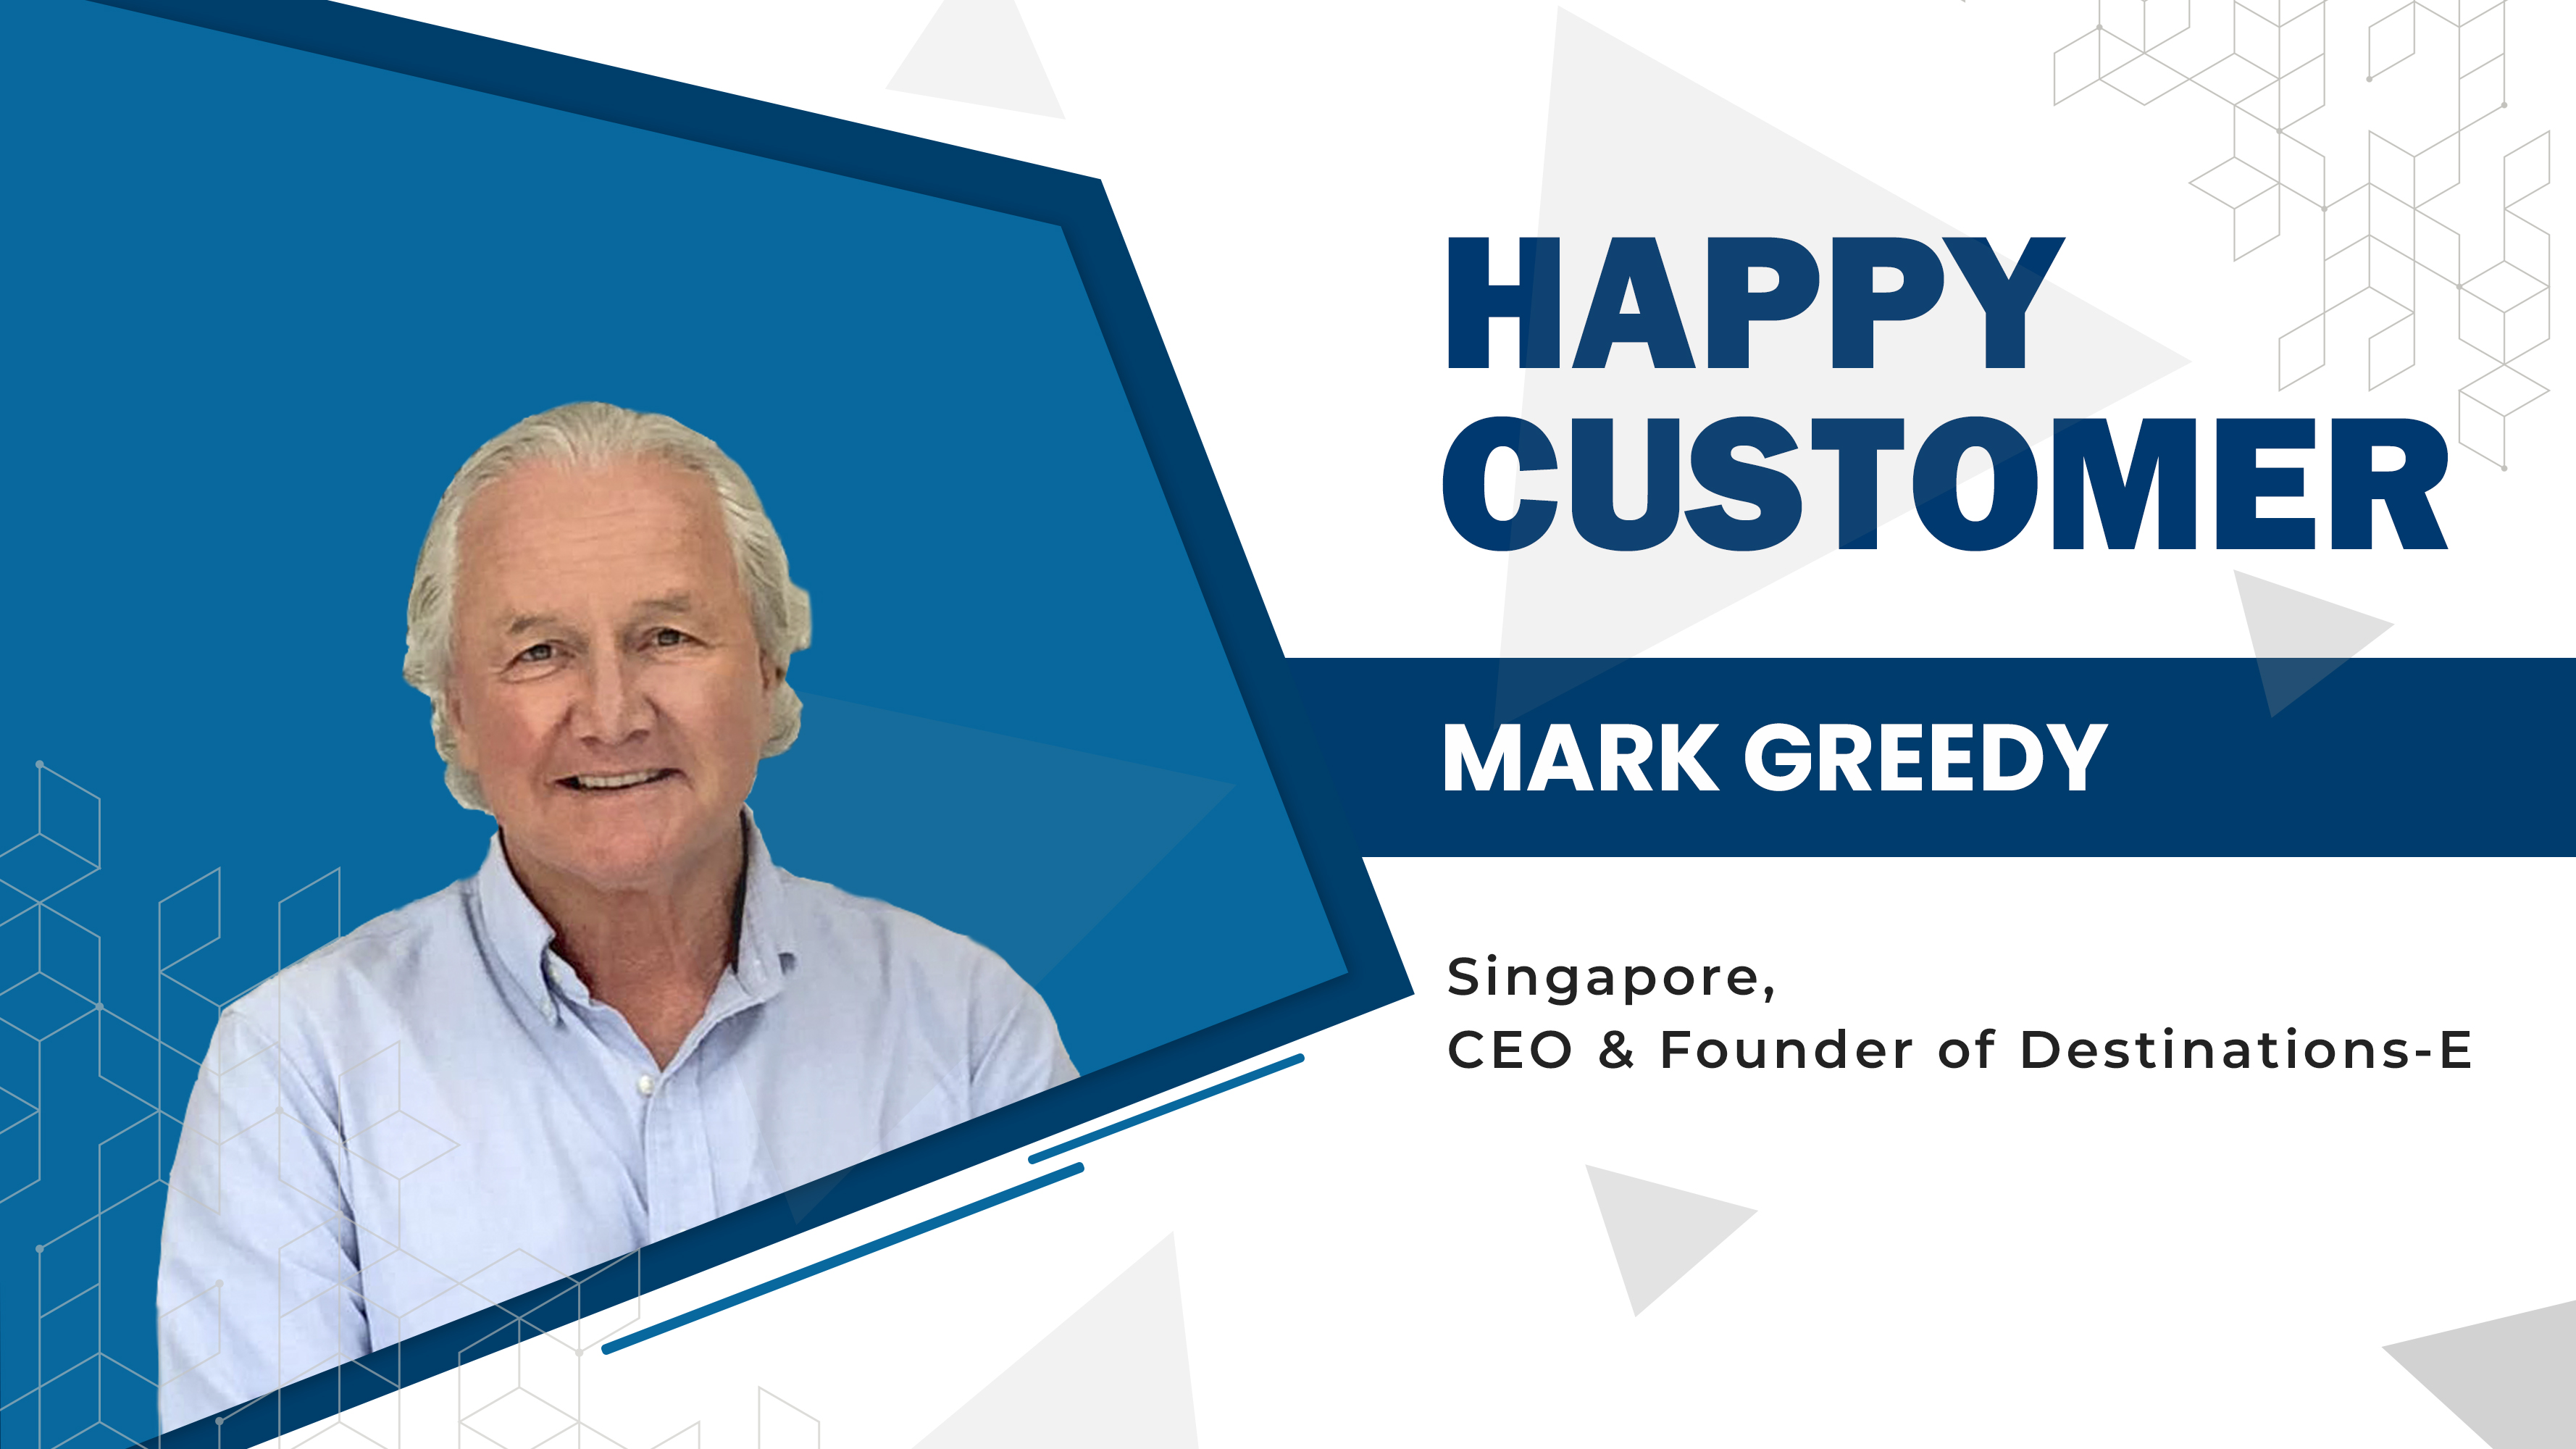 HAPPY
CUSTOMER
MARK GREEDY
Singapore,
CEO & Founder of Destinations-E